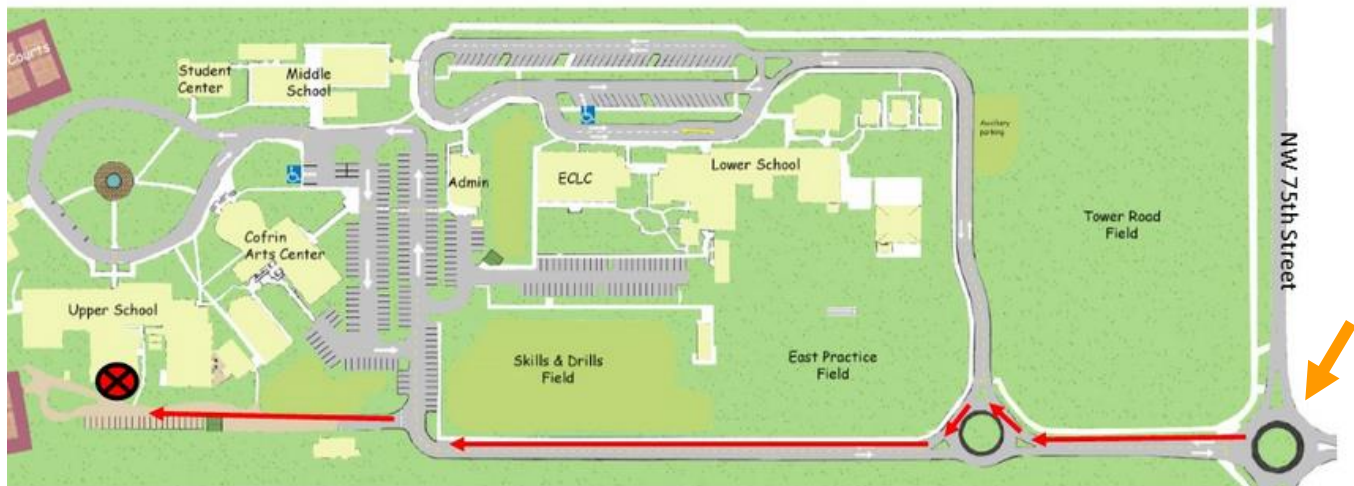 Courts
Student
Center
Middle
School
Auxiliary
parking
Admin
ECLC
Lower School
NW 75th Street
Tower Road
Field
Cofrin
Arts Center
Upper School
Skills & Drills
Field
East Practice
Field